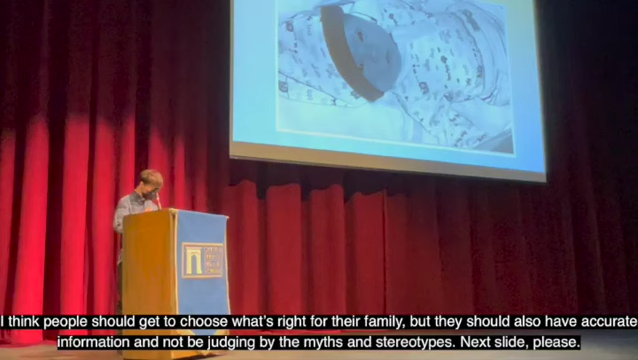 I think people should get to choose what's right for their family, but they should also have accurate
information and not be judging by the myths and stereotypes. Next slide, please.